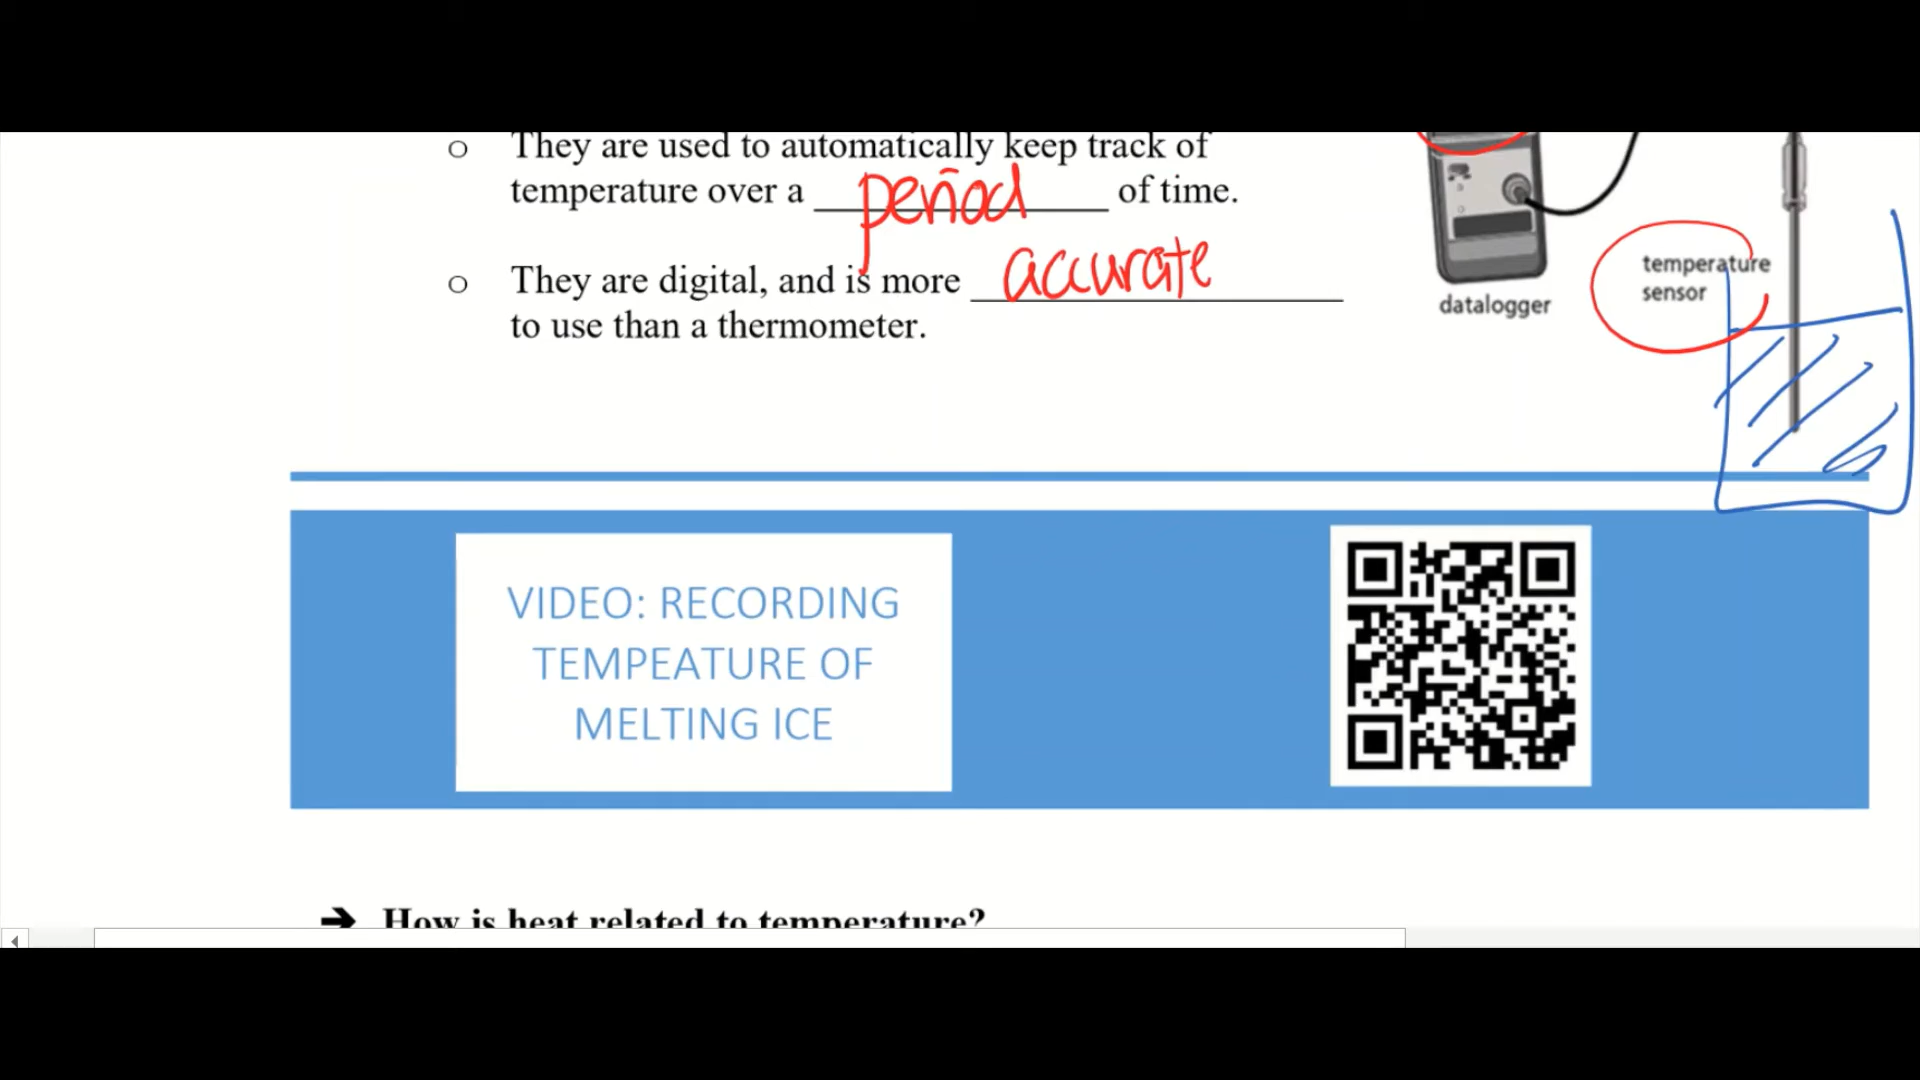 o They are used to automatically keep track of
temperature over a period of time.
o They are digital, and is more accurate
to use than a thermometer.
datalogger
temperature
sensor
VIDEO: RECORDING
TEMPEATURE OF
MELTING ICE
➔ How is heat related to temperature?